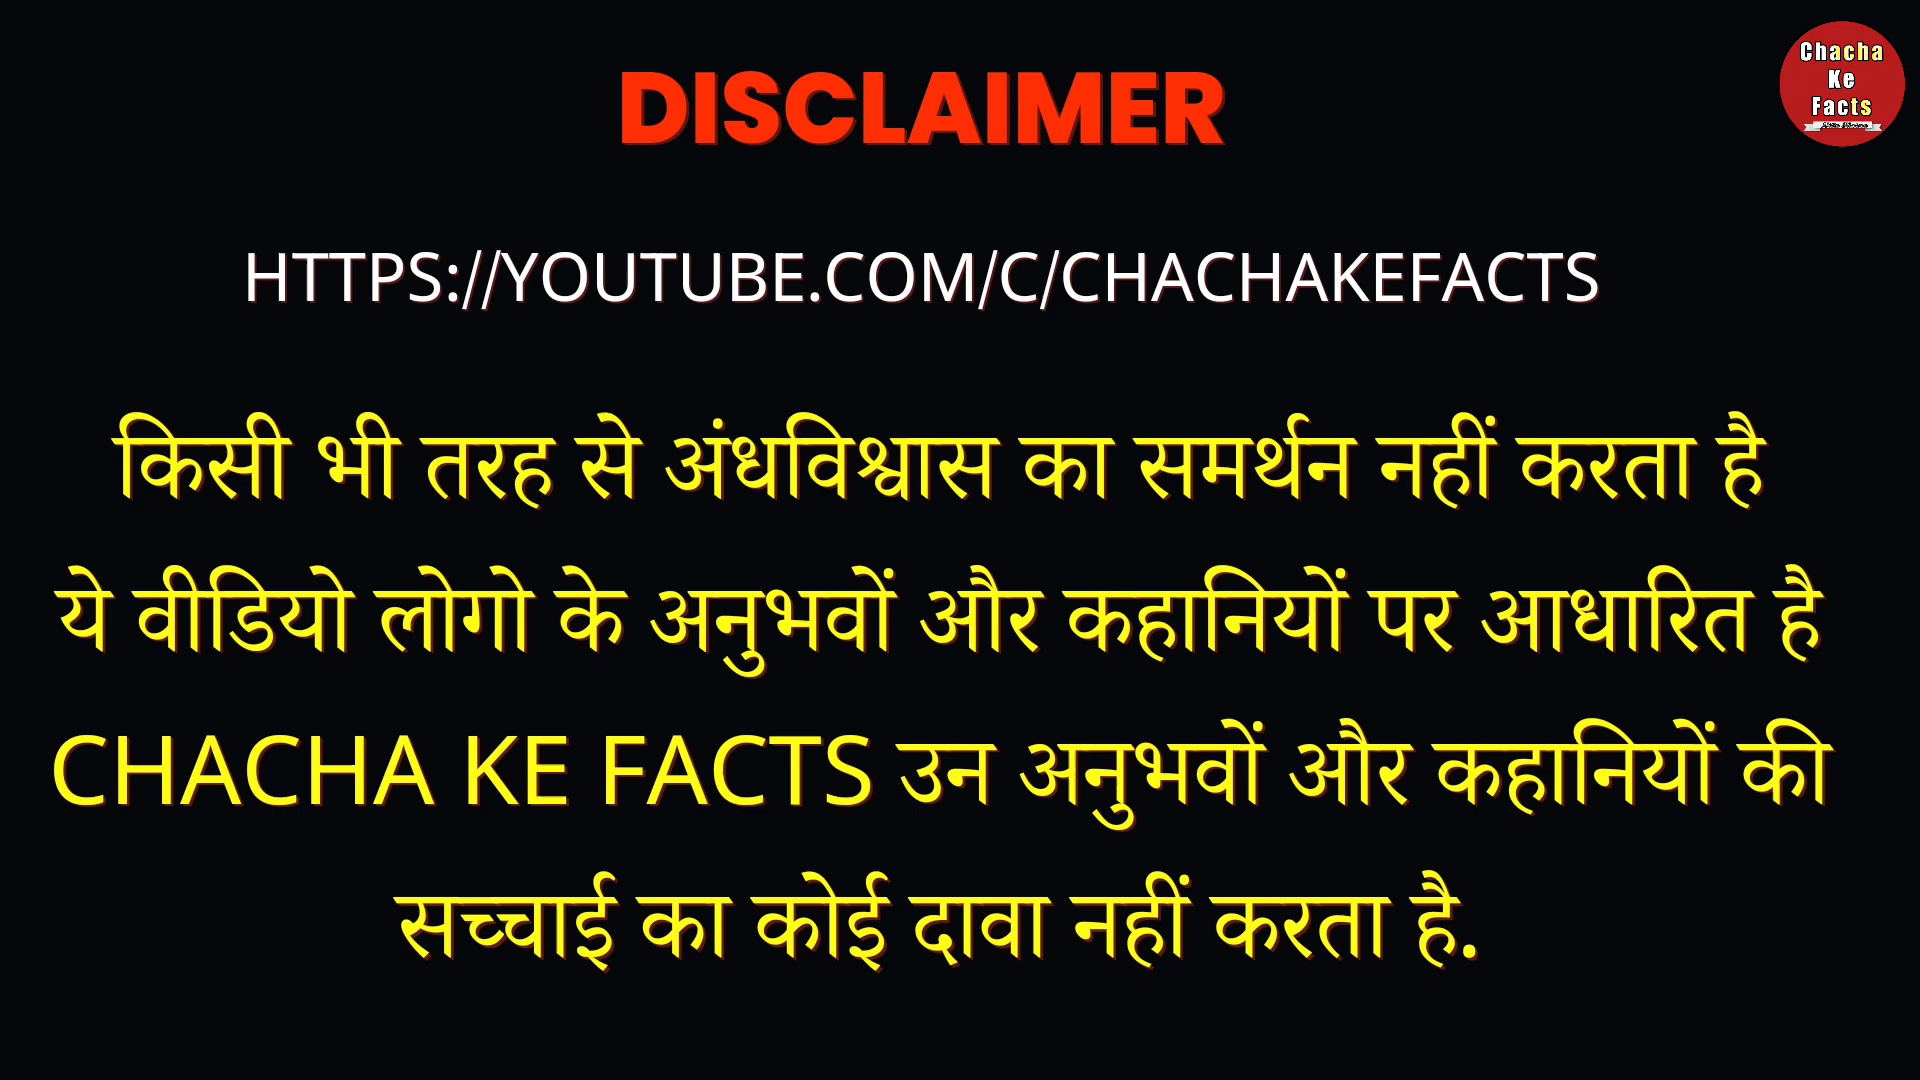 DISCLAIMER
Chacha
Ke
Facts
HTTPS://YOUTUBE.COM/C/CHACHAKEFACTS
किसी भी तरह से अंधविश्वास का समर्थन नहीं करता है
ये वीडियो लोगो के अनुभवों और कहानियों पर आधारित है
CHACHA KE FACTS उन अनुभवों और कहानियों की
सच्चाई का कोई दावा नहीं करता है.